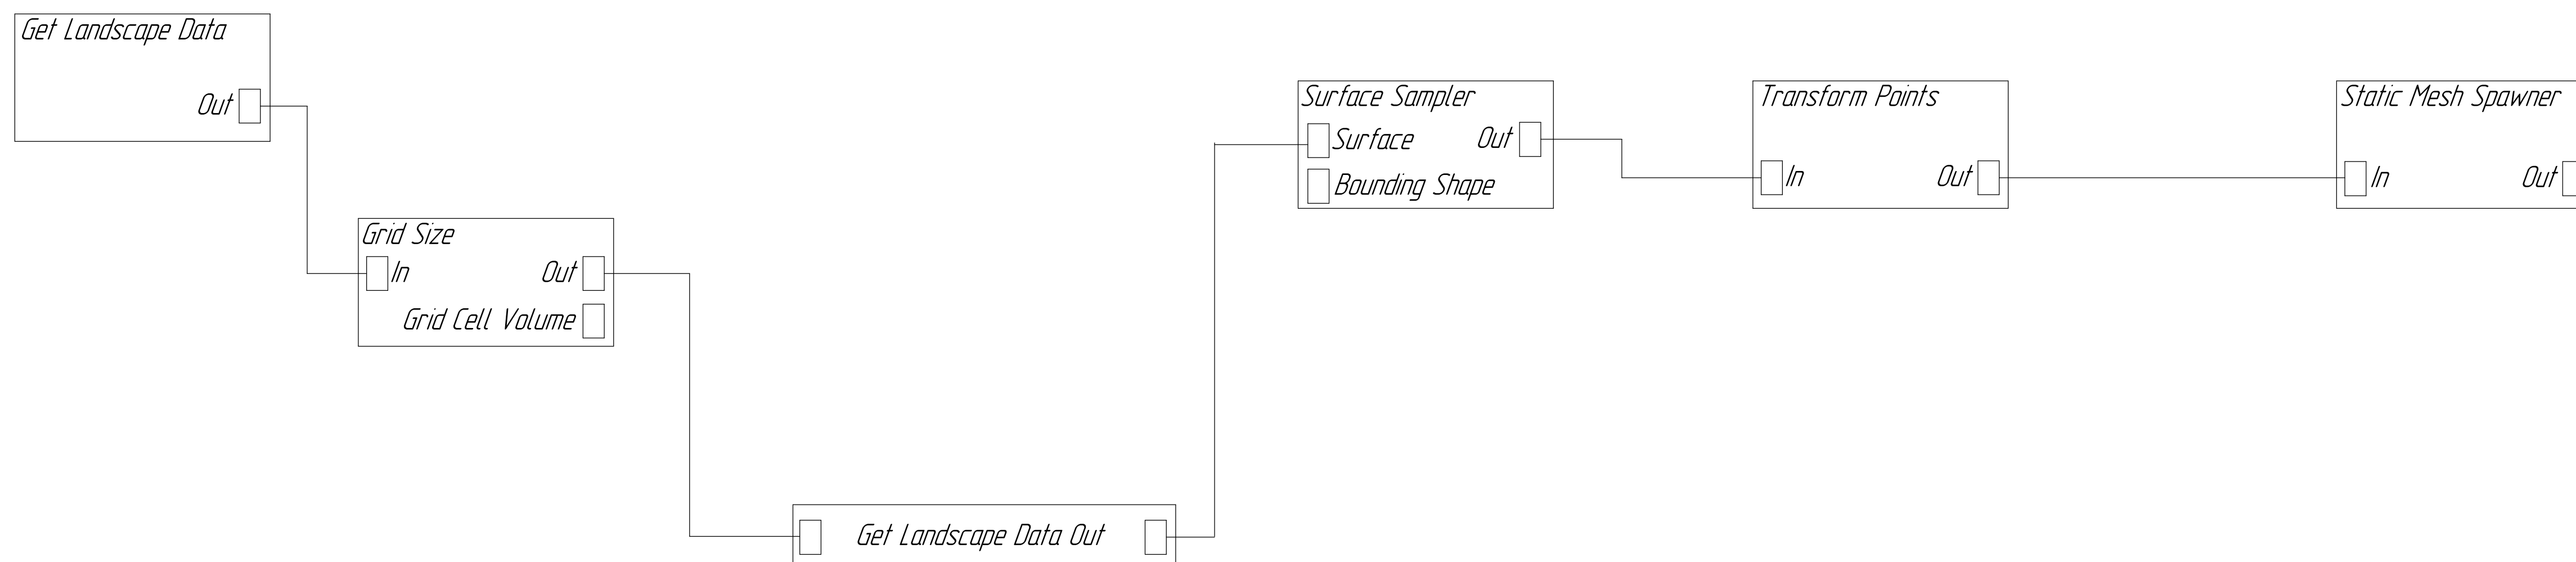 Get Landscape Data
Out
Grid Size
In
Out
Grid Cell Volume
Get Landscape Data Out
Surface Sampler
Surface
Out
Bounding Shape
Transform Points
In
Out
Static Mesh Spawner
In
Out